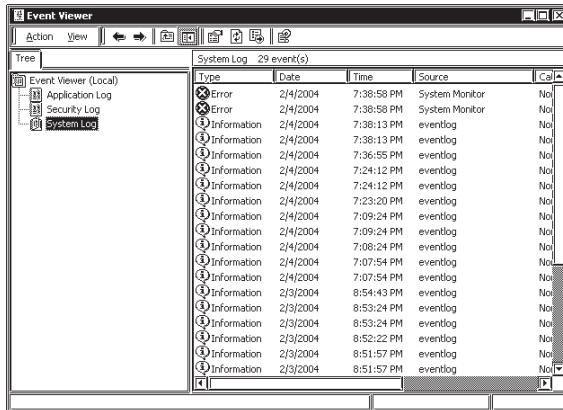 Event Viewer
Action View
Tree
System Log 29 event(s)
Event Viewer (Local)
Application Log
Security Log
System Log
Type Date Time Source
Error 2/4/2004 7:38:58 PM System Monitor
Error 2/4/2004 7:38:58 PM System Monitor
Information 2/4/2004 7:38:13 PM eventlog
Information 2/4/2004 7:38:13 PM eventlog
Information 2/4/2004 7:36:55 PM eventlog
Information 2/4/2004 7:24:12 PM eventlog
Information 2/4/2004 7:24:12 PM eventlog
Information 2/4/2004 7:23:20 PM eventlog
Information 2/4/2004 7:09:24 PM eventlog
Information 2/4/2004 7:09:24 PM eventlog
Information 2/4/2004 7:08:24 PM eventlog
Information 2/4/2004 7:07:54 PM eventlog
Information 2/4/2004 7:07:54 PM eventlog
Information 2/3/2004 8:54:43 PM eventlog
Information 2/3/2004 8:53:24 PM eventlog
Information 2/3/2004 8:53:24 PM eventlog
Information 2/3/2004 8:52:22 PM eventlog
Information 2/3/2004 8:51:57 PM eventlog
Information 2/3/2004 8:51:57 PM eventlog